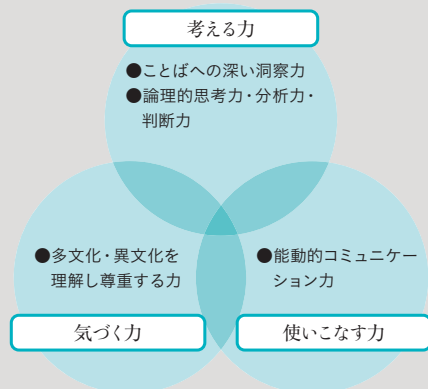 考える力
●ことばへの深い洞察力
●論理的思考力・分析力・
判断力
●多文化・異文化を
理解し尊重する力
気づく力
●能動的コミュニケー
ション力
使いこなす力